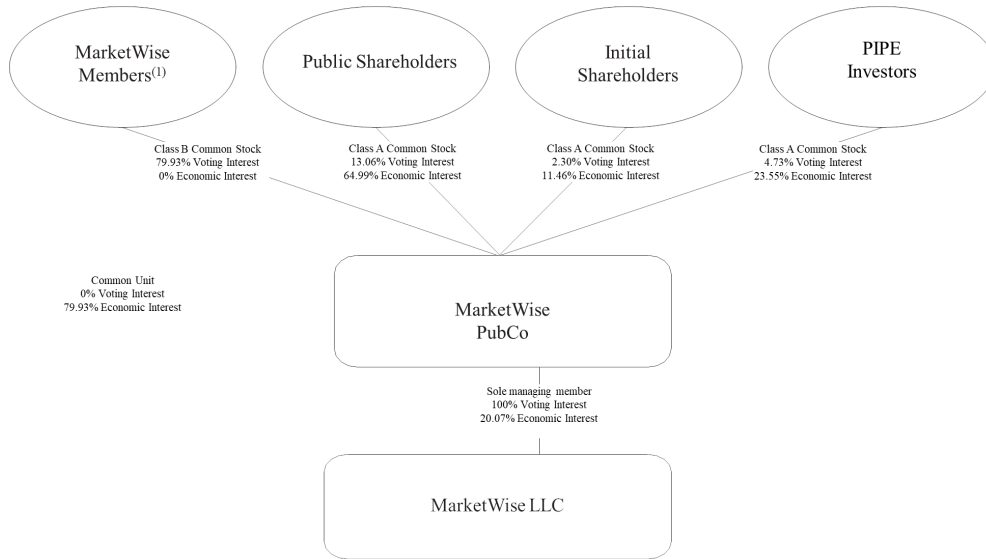 MarketWise
Members(1)
Public Shareholders
Initial
Shareholders
PIPE
Investors
Class B Common Stock
79.93% Voting Interest
0% Economic Interest
Class A Common Stock
13.06% Voting Interest
64.99% Economic Interest
Class A Common Stock
2.30% Voting Interest
11.46% Economic Interest
Class A Common Stock
4.73% Voting Interest
23.55% Economic Interest
Common Unit
0% Voting Interest
79.93% Economic Interest
MarketWise
PubCo
Sole managing member
100% Voting Interest
20.07% Economic Interest
MarketWise LLC